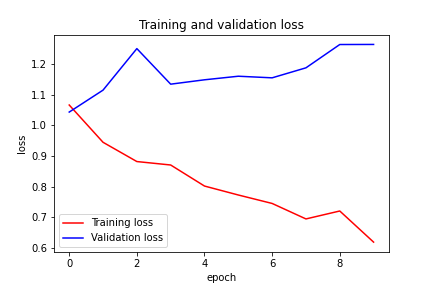 Training and validation loss
1.2
1.1
1.0
0.9
0.8
0.7
0.6
loss
Training loss
Validation loss
0 2 4 6 8
epoch